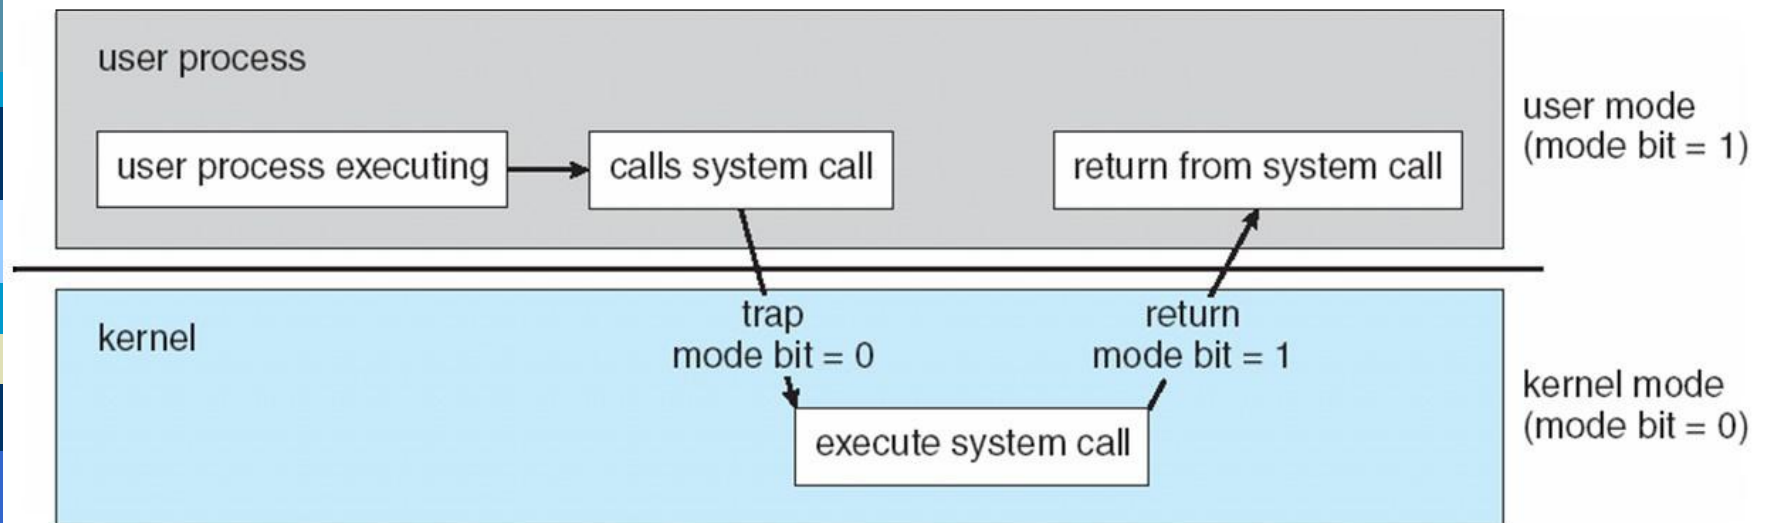 user process
user process executing
calls system call
return from system call
user mode
(mode bit = 1)
kernel
trap
mode bit = 0
return
mode bit = 1
execute system call
kernel mode
(mode bit = 0)